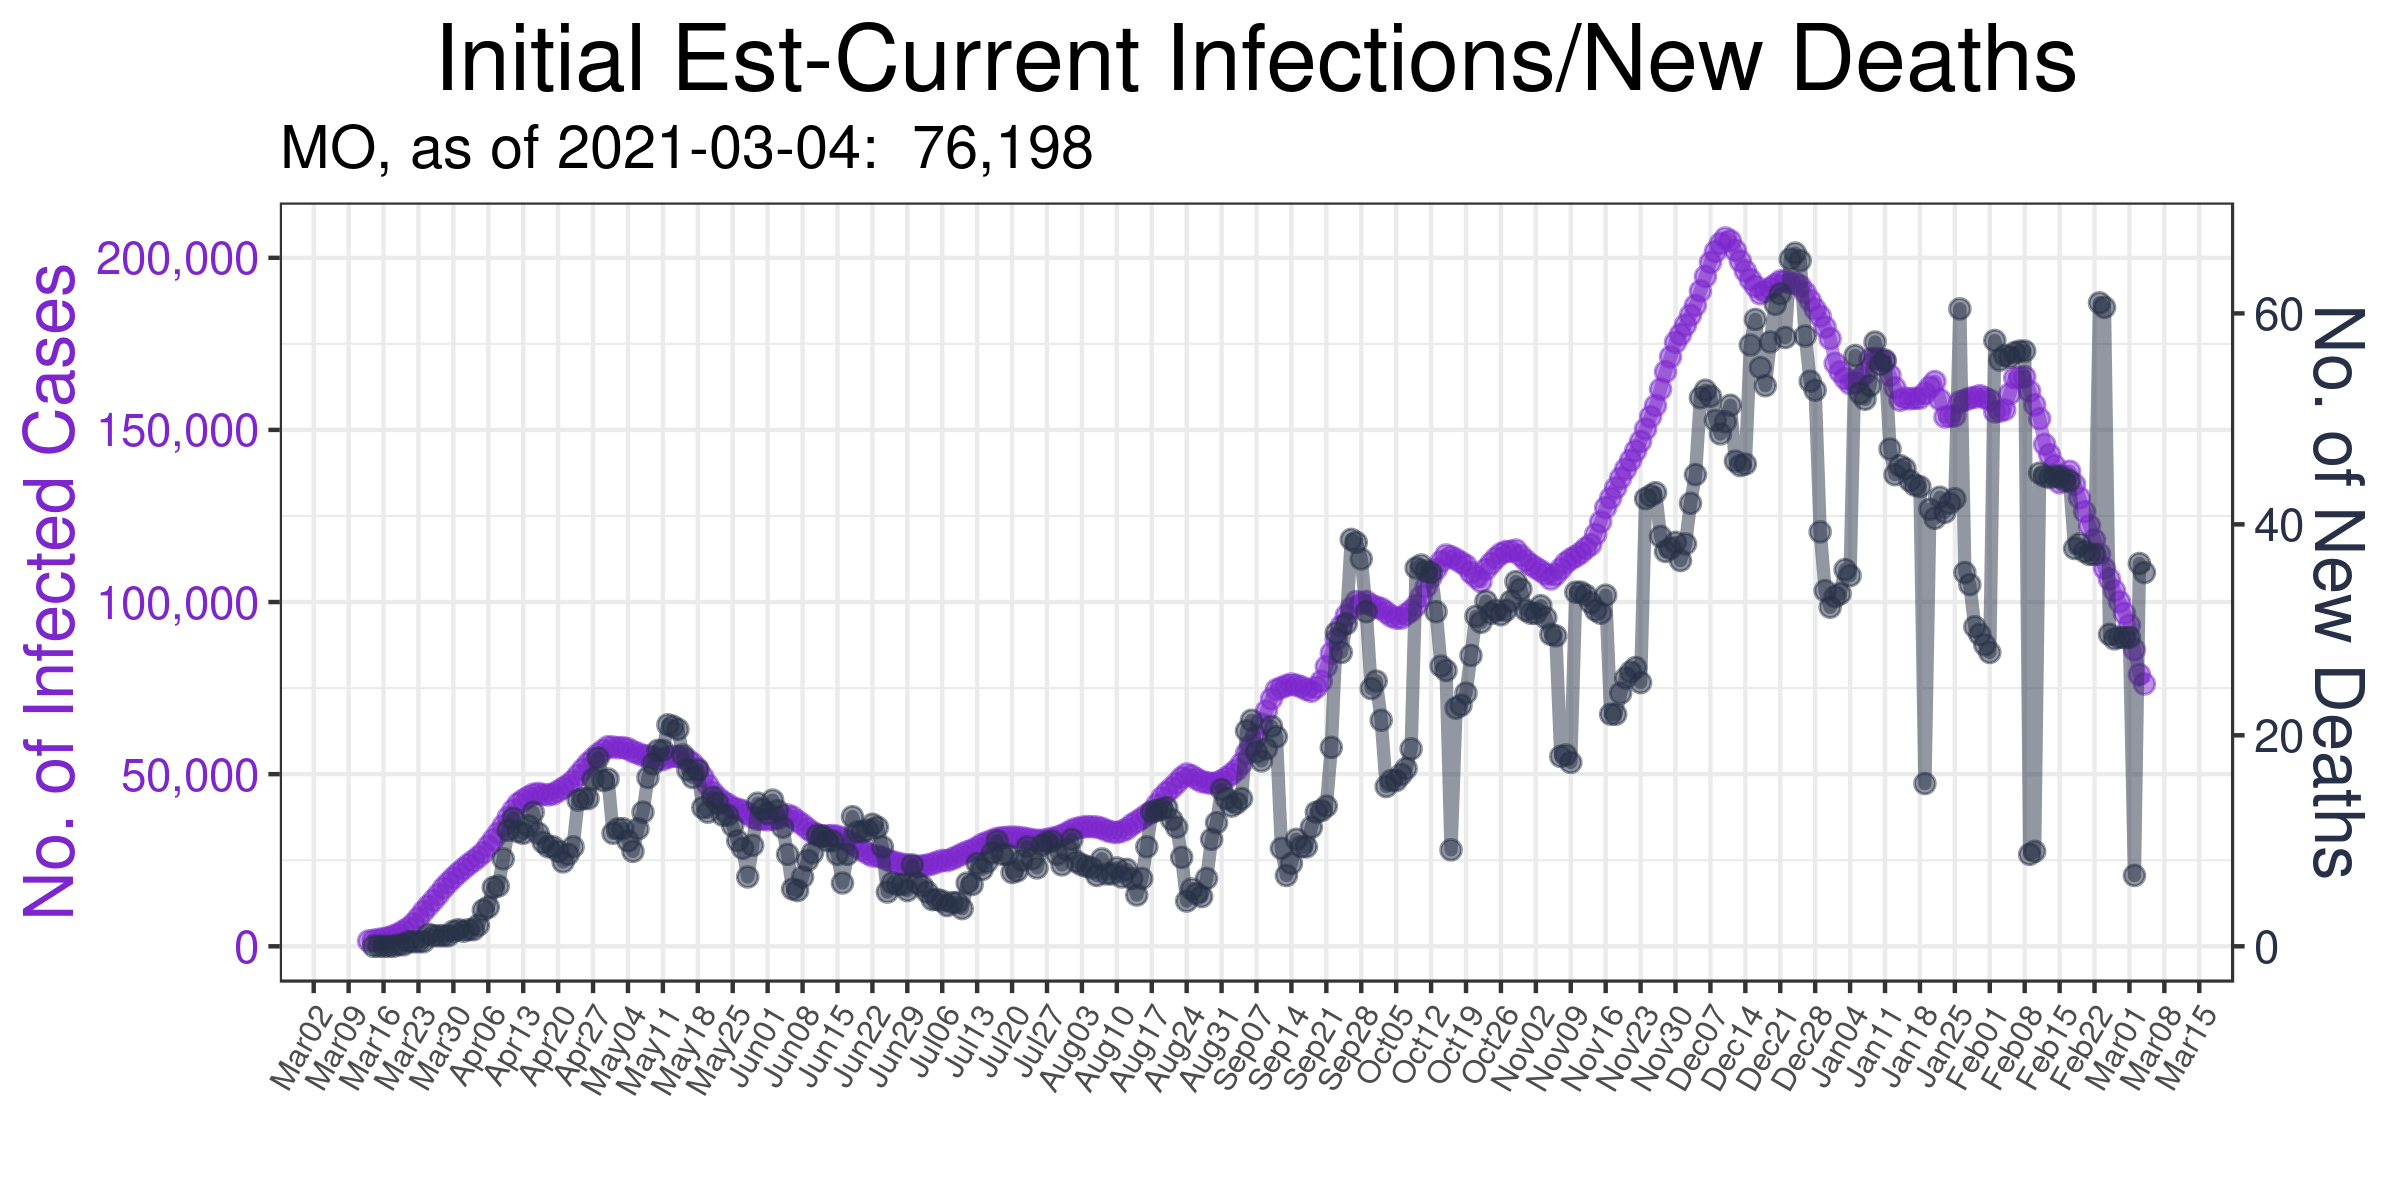 Initial Est-Current Infections/New Deaths
MO, as of 2021-03-04:  76,198
No. of Infected Cases
200,000
150,000
100,000
50,000
0
60
40
20
0
No. of New Deaths
Mar02
Mar09
Mar16
Mar23
Mar30
Apr06
Apr13
Apr20
Apr27
May04
May11
May18
May25
Jun01
Jun08
Jun15
Jun22
Jun29
Jul06
Jul13
Jul20
Jul27
Aug03
Aug10
Aug17
Aug24
Aug31
Sep07
Sep14
Sep21
Sep28
Oct05
Oct12
Oct19
Oct26
Nov02
Nov09
Nov16
Nov23
Nov30
Dec07
Dec14
Dec21
Dec28
Jan04
Jan11
Jan18
Jan25
Feb01
Feb08
Feb15
Feb22
Mar01
Mar08
Mar15